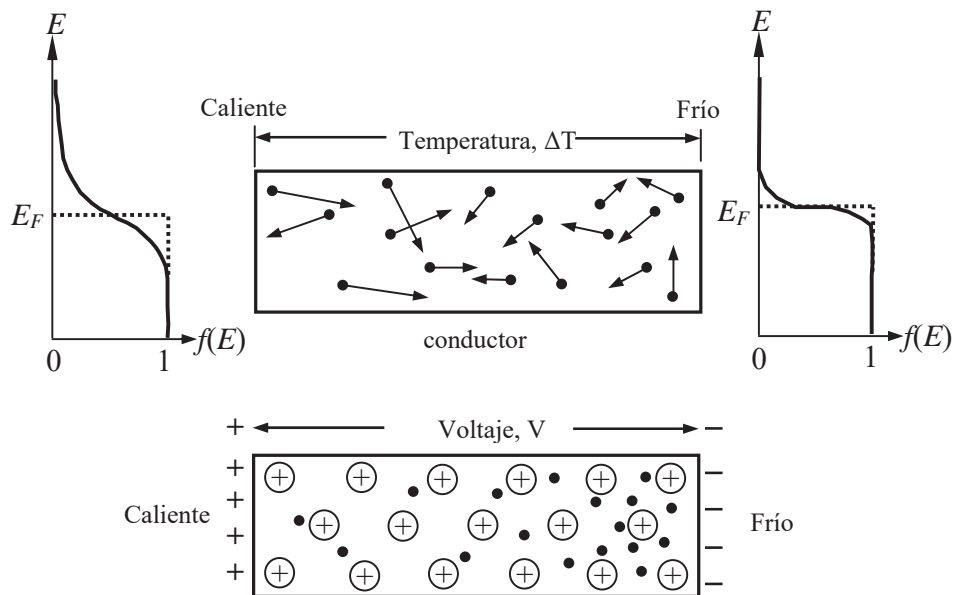 E
E
Caliente
Frío
Temperatura, ΔT
E_F
E_F
conductor
f(E)
f(E)
0
1
0
1
+
Voltaje, V
−
+ + + + + + −
+ −
Caliente
+ + + + +
Frío
+ −
+ + + + + + +
−